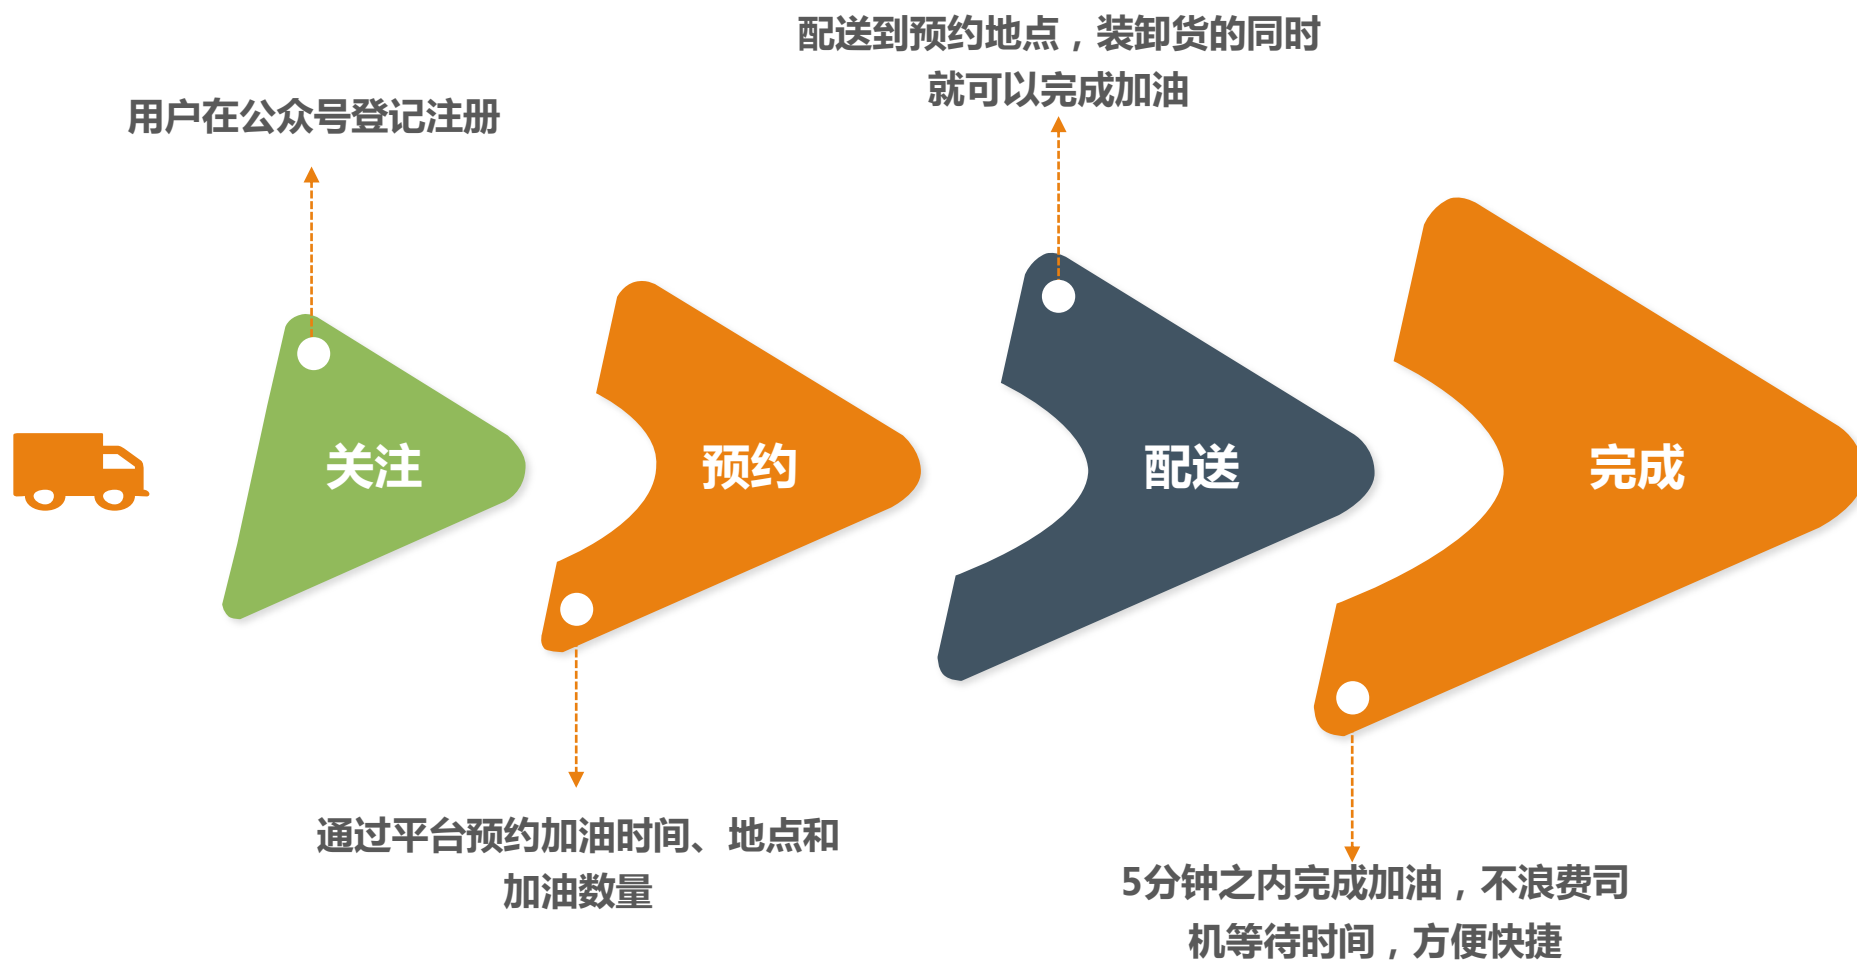 用户在公众号登记注册
关注
通过平台预约加油时间、地点和
加油数量
预约
配送到预约地点，装卸货的同时
就可以完成加油
配送
5分钟之内完成加油，不浪费司
机等待时间，方便快捷
完成